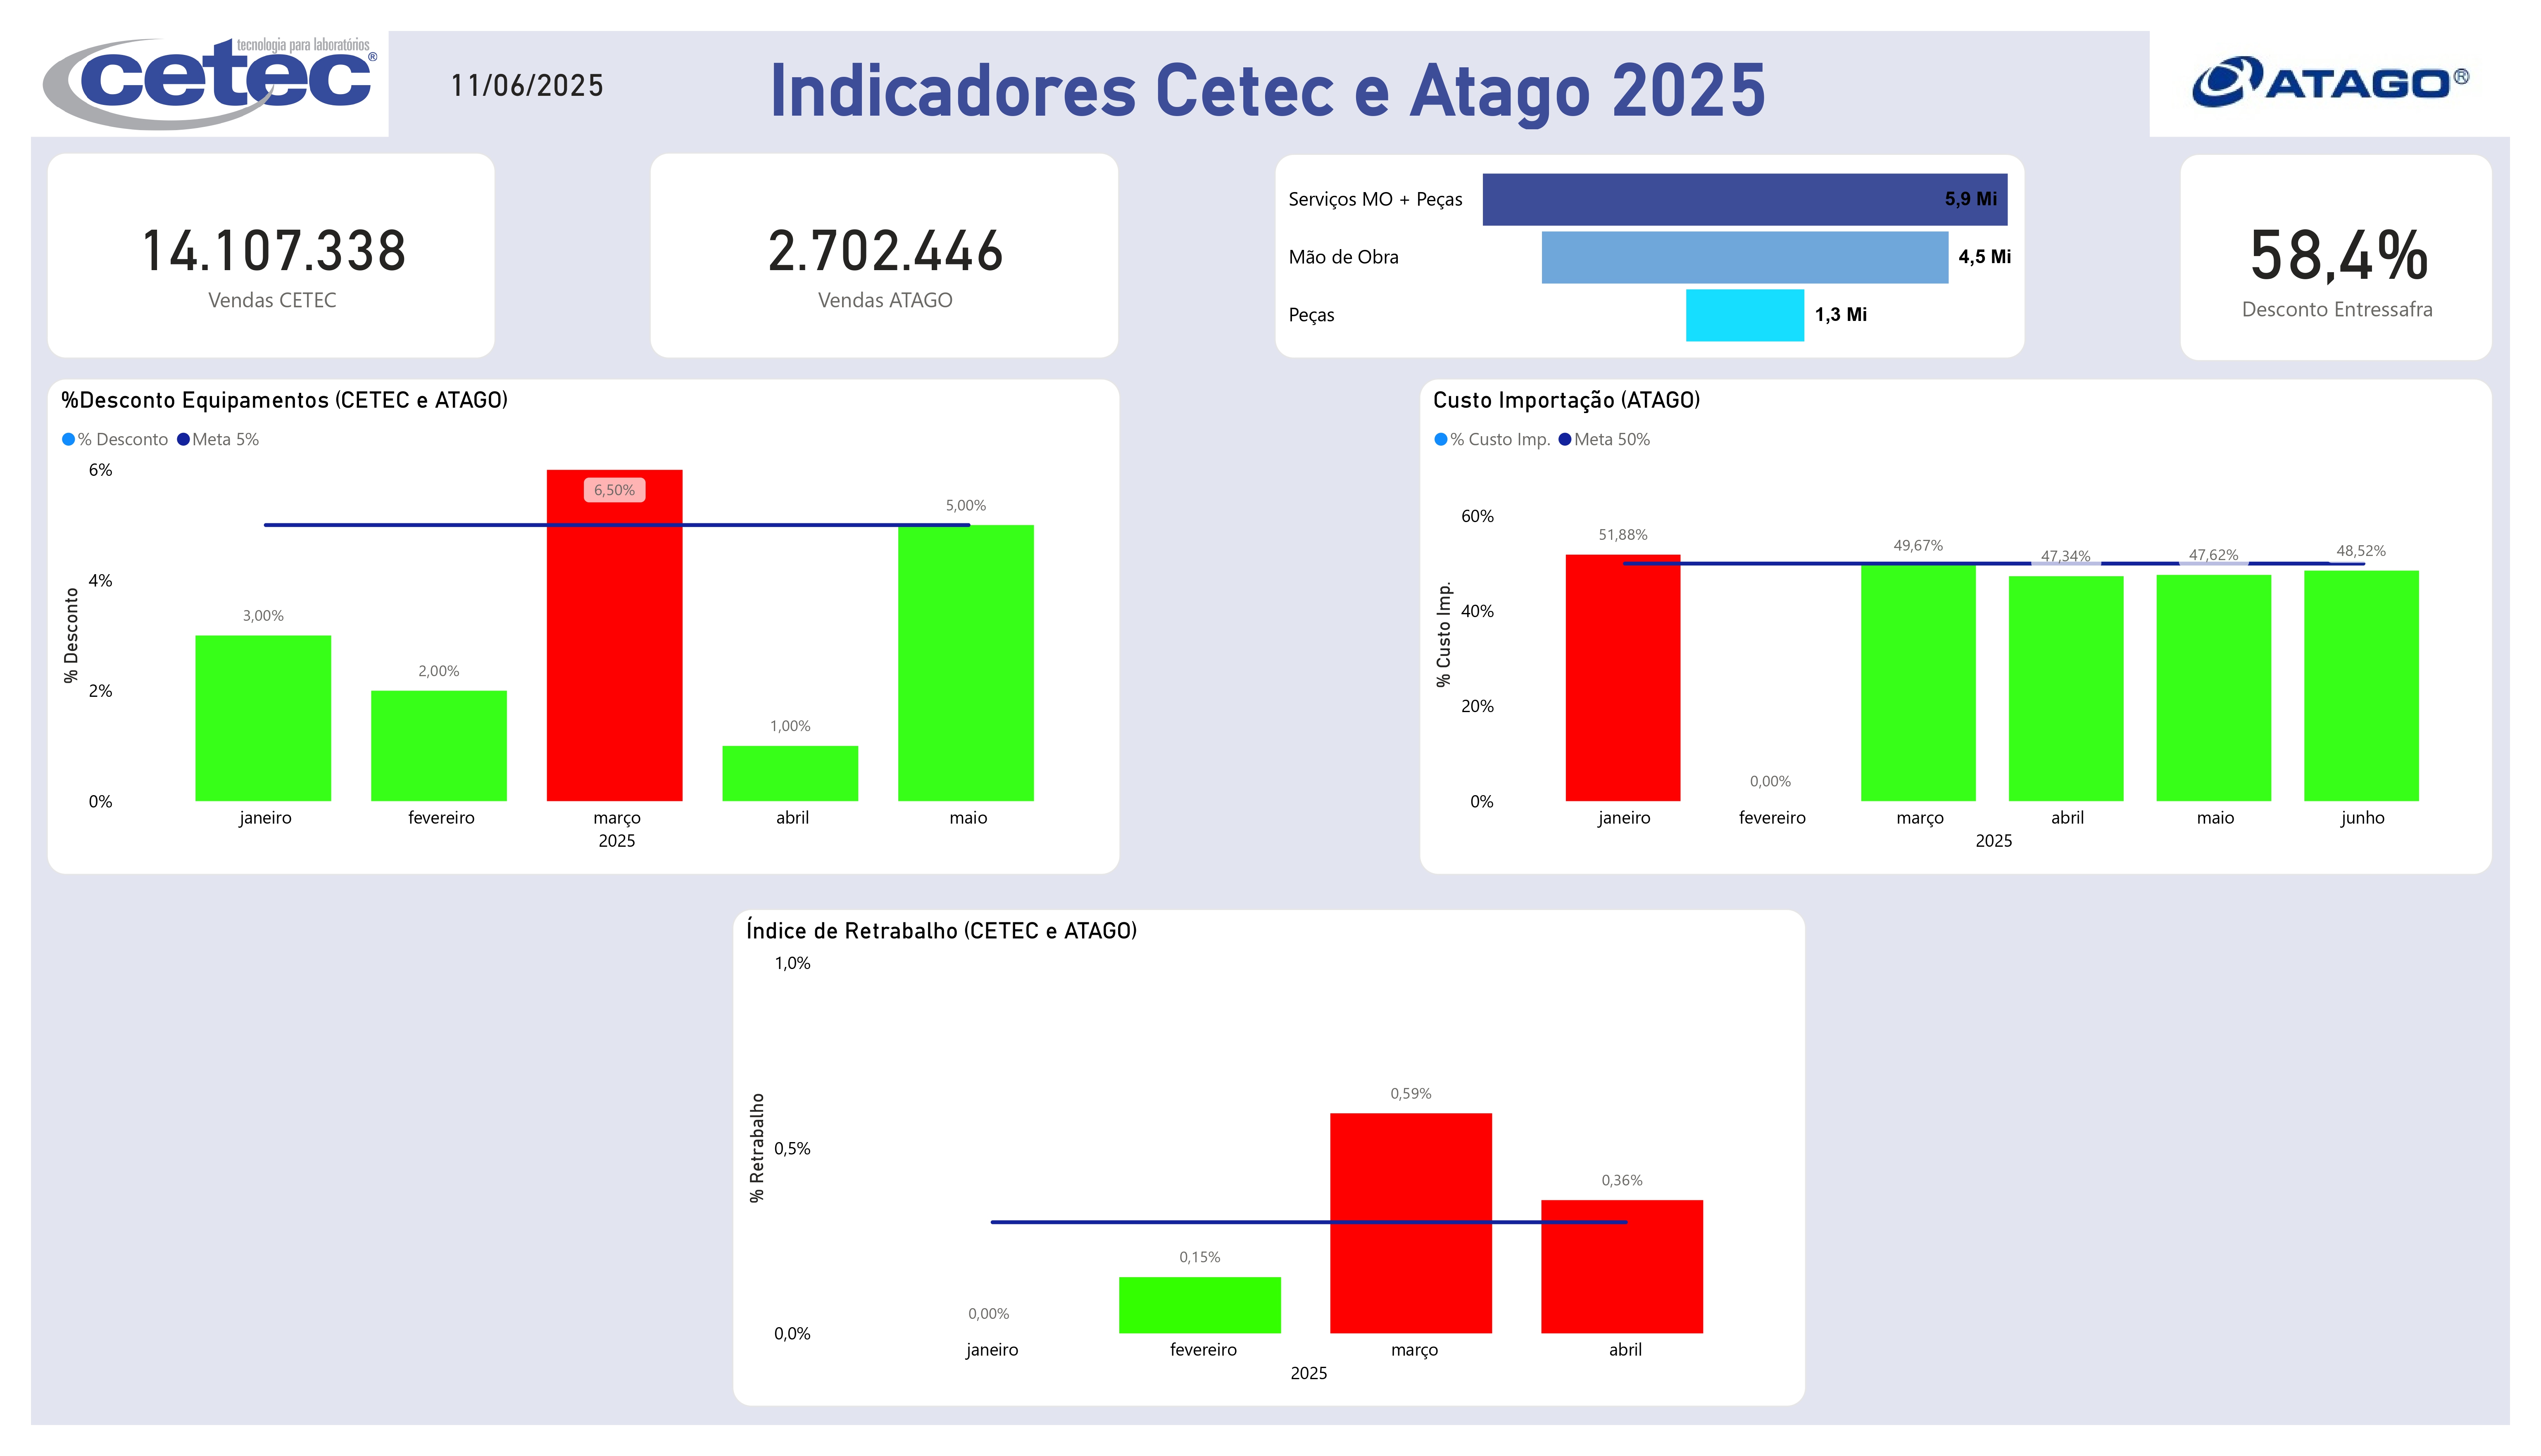 tecnologia para laboratórios
cetec®
11/06/2025
Indicadores Cetec e Atago 2025
ATAGO®
14.107.338
Vendas CETEC
2.702.446
Vendas ATAGO
Serviços MO + Peças 5,9 Mi
Mão de Obra 4,5 Mi
Peças 1,3 Mi
58,4%
Desconto Entressafra
%Desconto Equipamentos (CETEC e ATAGO)
% Desconto Meta 5%
% Desconto
6%
4%
2%
0%
3,00%
2,00%
6,50%
1,00%
5,00%
janeiro fevereiro março abril maio
2025
Custo Importação (ATAGO)
% Custo Imp. Meta 50%
% Custo Imp.
60%
40%
20%
0%
51,88%
0,00%
49,67%
47,34%
47,62%
48,52%
janeiro fevereiro março abril maio junho
2025
Índice de Retrabalho (CETEC e ATAGO)
% Retrabalho
1,0%
0,5%
0,0%
0,00%
0,15%
0,59%
0,36%
janeiro fevereiro março abril
2025